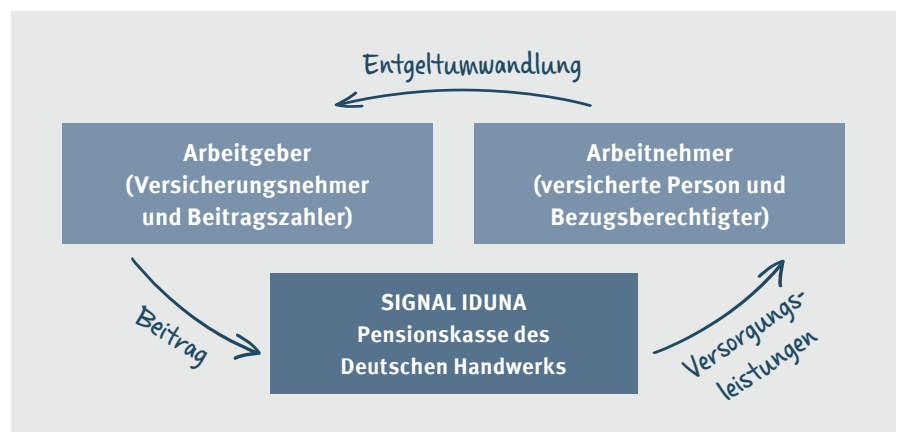 Entgeltumwandlung
Arbeitgeber
(Versicherungsnehmer
und Beitragszahler)
Arbeitnehmer
(versicherte Person und
Bezugsberechtigter)
Beitrag
SIGNAL IDUNA
Pensionskasse des
Deutschen Handwerks
Versorgungs-
leistungen